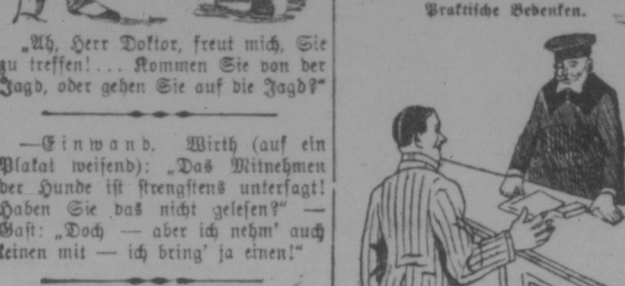 „Ah, Herr Doktor, freut mich, Sie
zu treffen!... Kommen Sie von der
Jagd, oder gehen Sie auf die Jagd?“
—Einwand. Wirth (auf ein
Plakat weisend): „Das Mitnehmen
der Hunde ist strengstens untersagt!
Haben Sie das nicht gelesen?“ —
Gast: „Doch — aber ich nehm' auch
keinen mit — ich bring' ja einen!“
Praktische Bedenken.